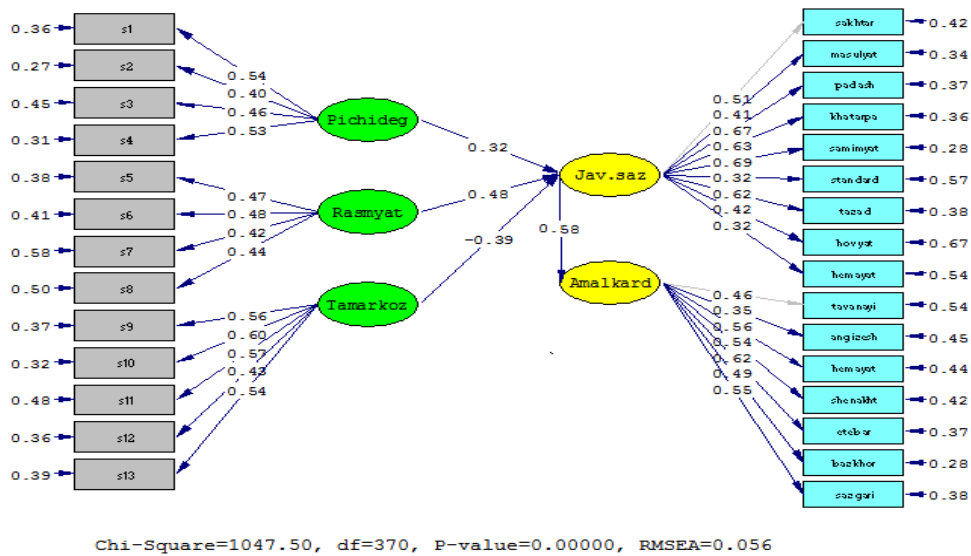 0.36 s1
0.27 s2
0.45 s3
0.31 s4
0.38 s5
0.41 s6
0.58 s7
0.50 s8
0.37 s9
0.32 s10
0.48 s11
0.36 s12
0.39 s13
0.54
0.40
0.46
0.53
0.47
0.48
0.42
0.44
0.56
0.60
0.57
0.43
0.54
Pichideg
Rasmyat
Tamarkoz
0.32
0.48
-0.39
Jav.saz
0.58
Amalkard
0.51
0.41
0.67
0.63
0.69
0.32
0.62
0.42
0.32
0.46
0.35
0.56
0.54
0.62
0.49
0.55
sakhtar 0.42
masulyat 0.34
padash 0.37
khatarpa 0.36
samimyat 0.28
standard 0.57
tazad 0.38
hovyat 0.67
hemayat 0.54
tavanayi 0.54
angizesh 0.45
hemayat 0.44
shenakht 0.42
etebar 0.37
bazkhor 0.28
sazgari 0.38
Chi-Square=1047.50, df=370, P-value=0.00000, RMSEA=0.056